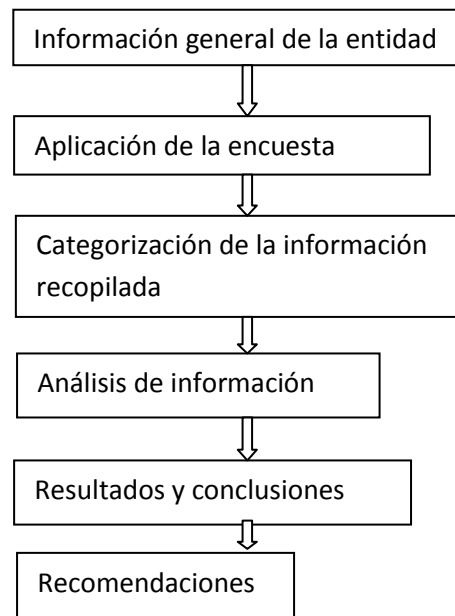 Información general de la entidad
Aplicación de la encuesta
Categorización de la información
recopilada
Análisis de información
Resultados y conclusiones
Recomendaciones